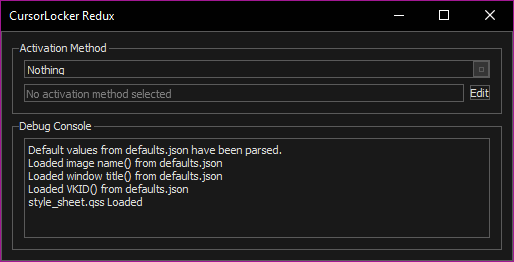 CursorLocker Redux
Activation Method
Nothing
No activation method selected
Edit
Debug Console
Default values from defaults.json have been parsed.
Loaded image name() from defaults.json
Loaded window title() from defaults.json
Loaded VKID() from defaults.json
style_sheet.qss Loaded